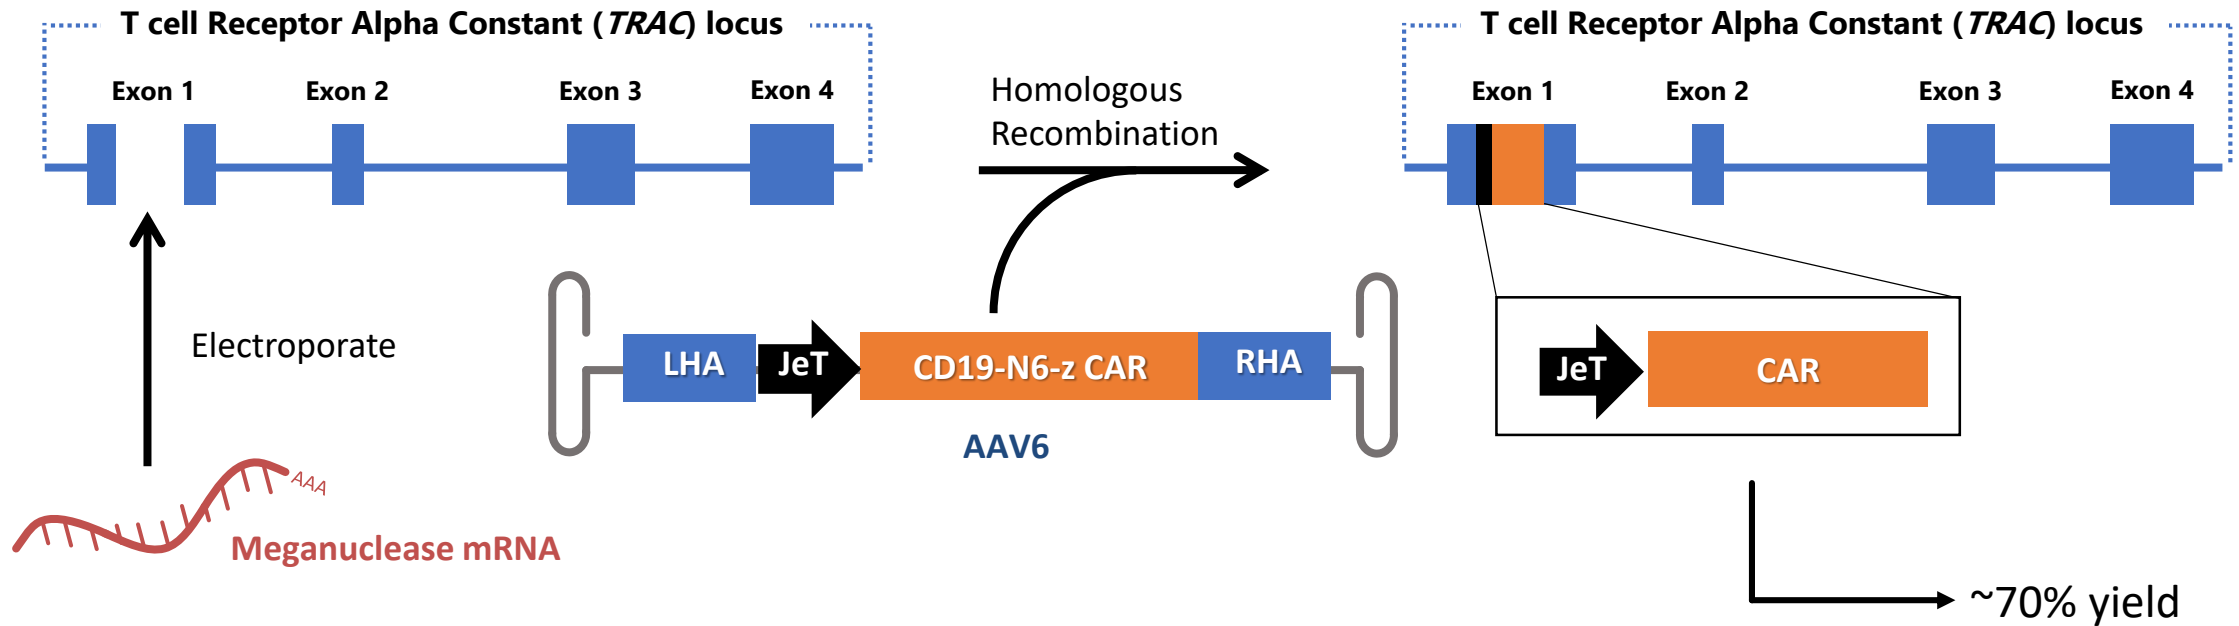 T cell Receptor Alpha Constant (TRAC) locus
Exon 1
Exon 2
Exon 3
Exon 4
Electroporate
AAA
Meganuclease mRNA
Homologous
Recombination
LHA
JeT
CD19-N6-z CAR
RHA
AAV6
T cell Receptor Alpha Constant (TRAC) locus
Exon 1
Exon 2
Exon 3
Exon 4
JeT
CAR
~70% yield